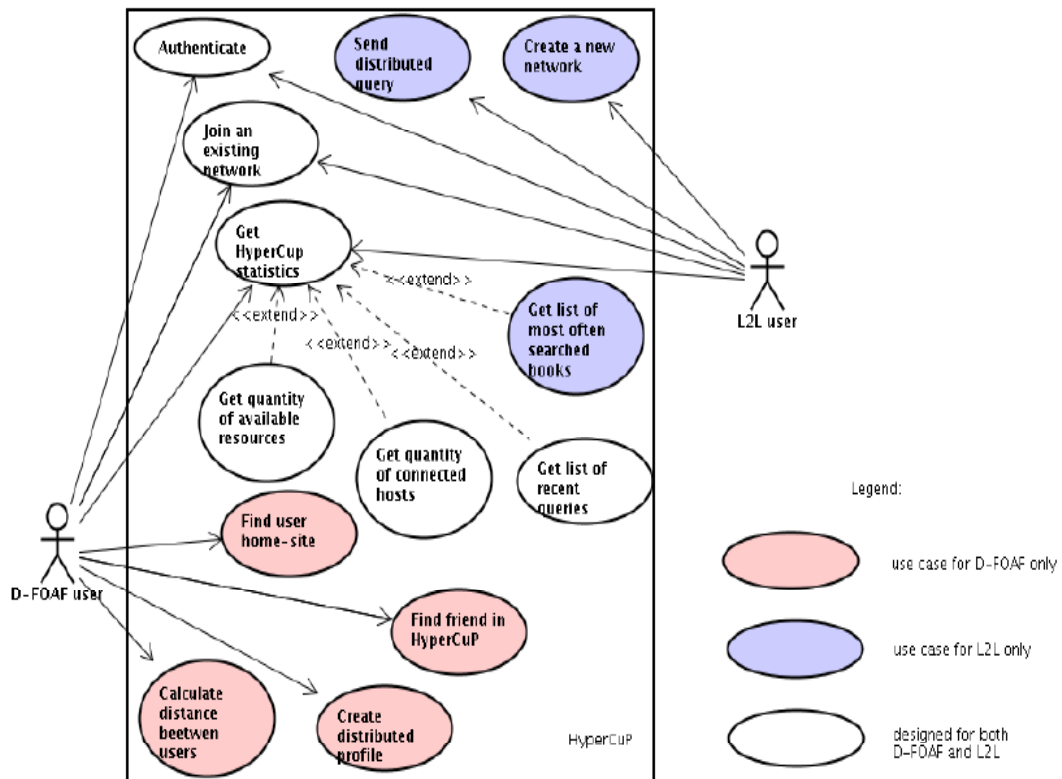 Authenticate
Send
distributed
query
Create a new
network
Join an
existing
network
Get
HyperCup
statistics
<<extend>>
<<extend>>
<<extend>>
<<extend>>
Get list of
most often
searched
books
L2L user
Get quantity
of available
resources
Get quantity
of connected
hosts
Get list of
recent
queries
Find user
home-site
D-FOAF user
Find friend in
HyperCuP
Calculate
distance
beetwen
users
Create
distributed
profile
HyperCuP
Legend:
use case for D-FOAF only
use case for L2L only
designed for both
D-FOAF and L2L